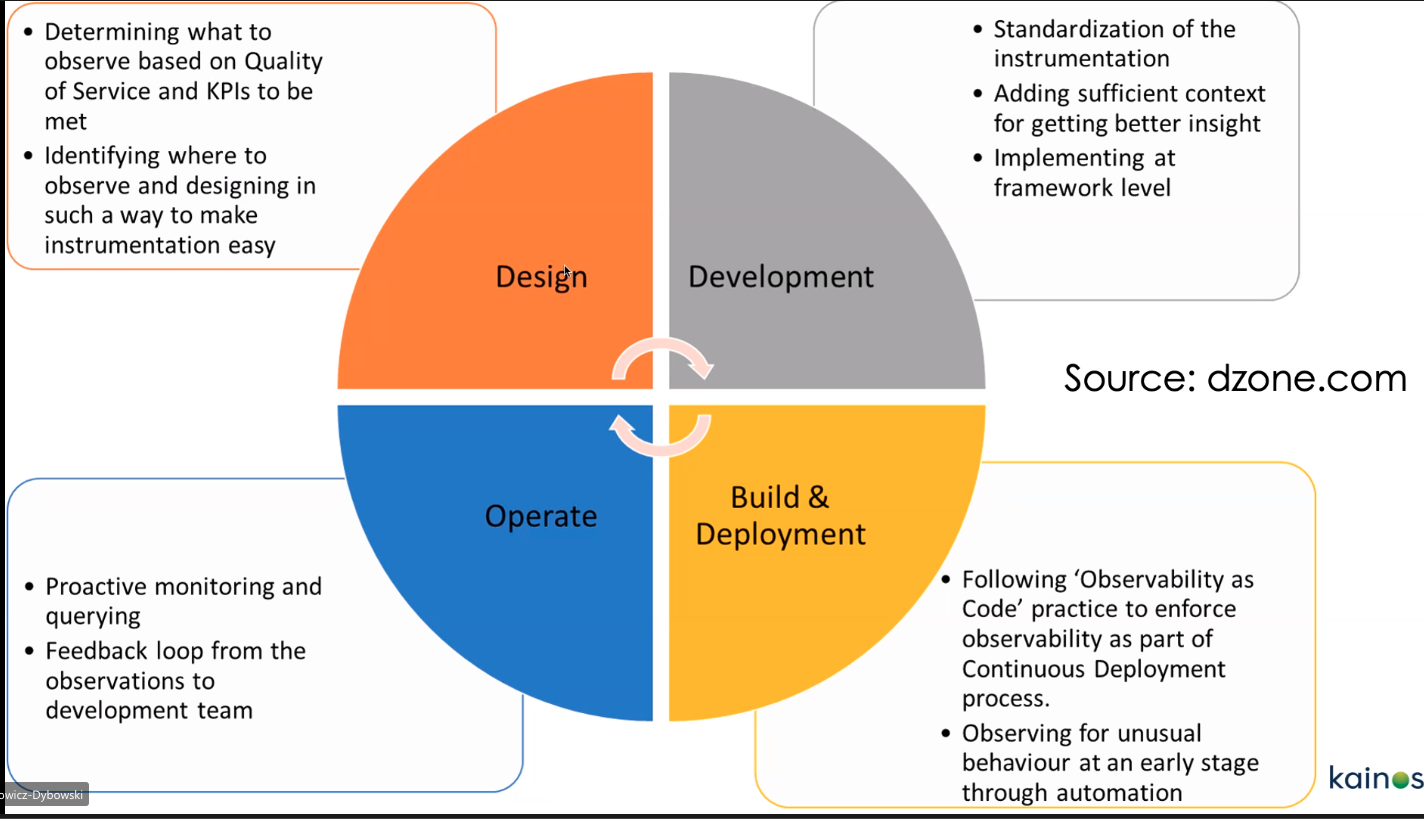 • Determining what to
observe based on Quality
of Service and KPIs to be
met
• Identifying where to
observe and designing in
such a way to make
instrumentation easy
• Standardization of the
instrumentation
• Adding sufficient context
for getting better insight
• Implementing at
framework level
Design
Development
Source: dzone.com
Operate
Build &
Deployment
• Proactive monitoring and
querying
• Feedback loop from the
observations to
development team
• Following ‘Observability as
Code’ practice to enforce
observability as part of
Continuous Deployment
process.
• Observing for unusual
behaviour at an early stage
through automation
kainos
owicz-Dybowski